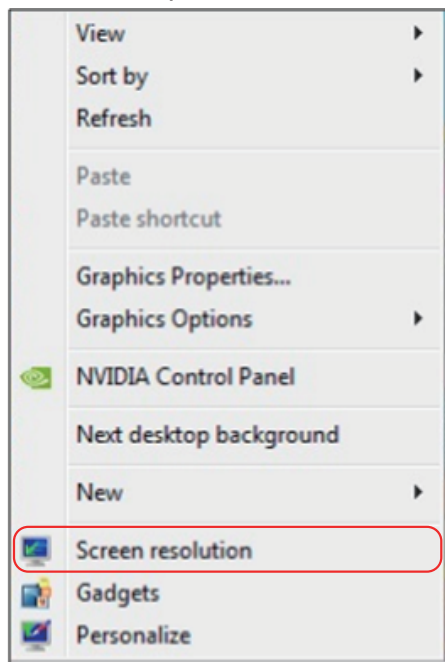 View
Sort by
Refresh
Paste
Paste shortcut
Graphics Properties...
Graphics Options
NVIDIA Control Panel
Next desktop background
New
Screen resolution
Gadgets
Personalize